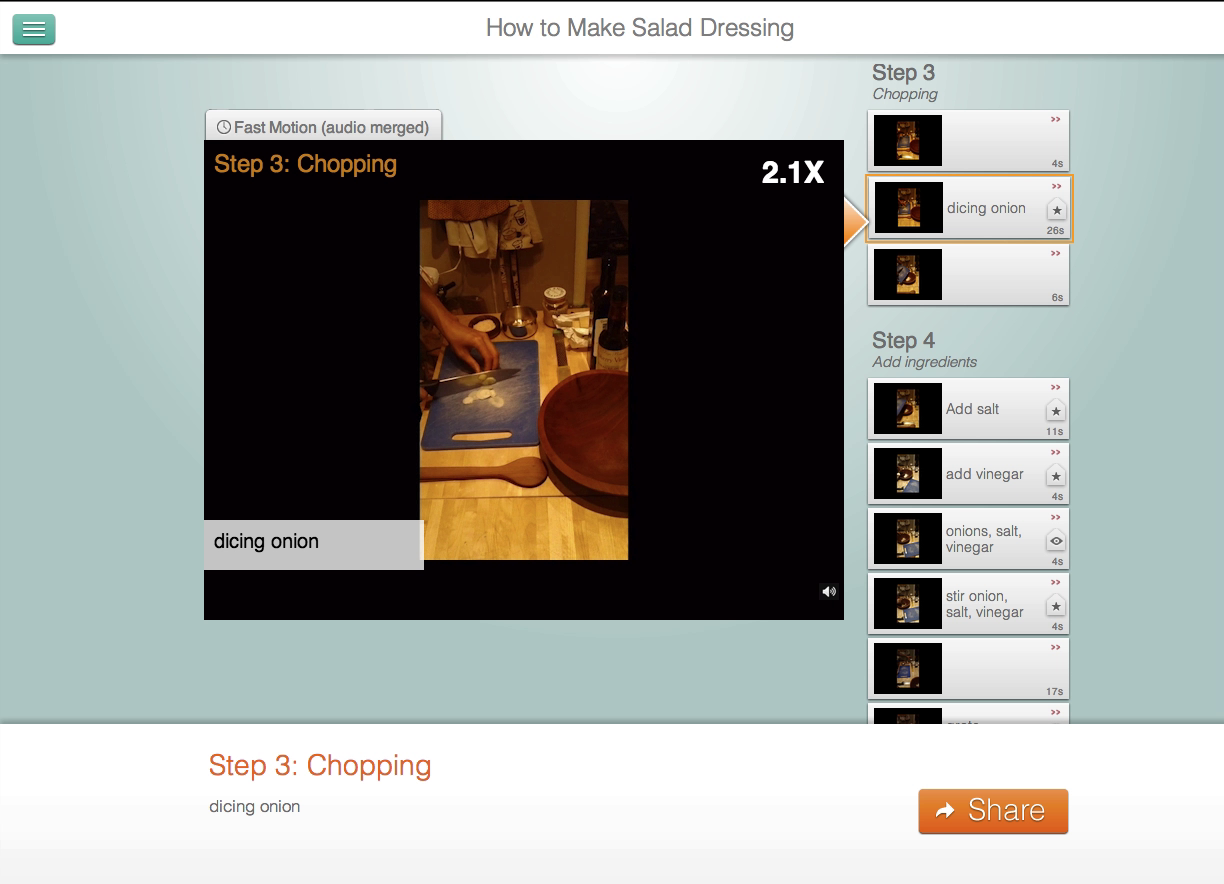 How to Make Salad Dressing
Fast Motion (audio merged)
Step 3: Chopping
2.1X
dicing onion
Step 3
Chopping
4s
dicing onion
26s
6s
Step 4
Add ingredients
Add salt
11s
add vinegar
4s
onions, salt,
vinegar
4s
stir onion,
salt, vinegar
4s
17s
Step 3: Chopping
dicing onion
Share